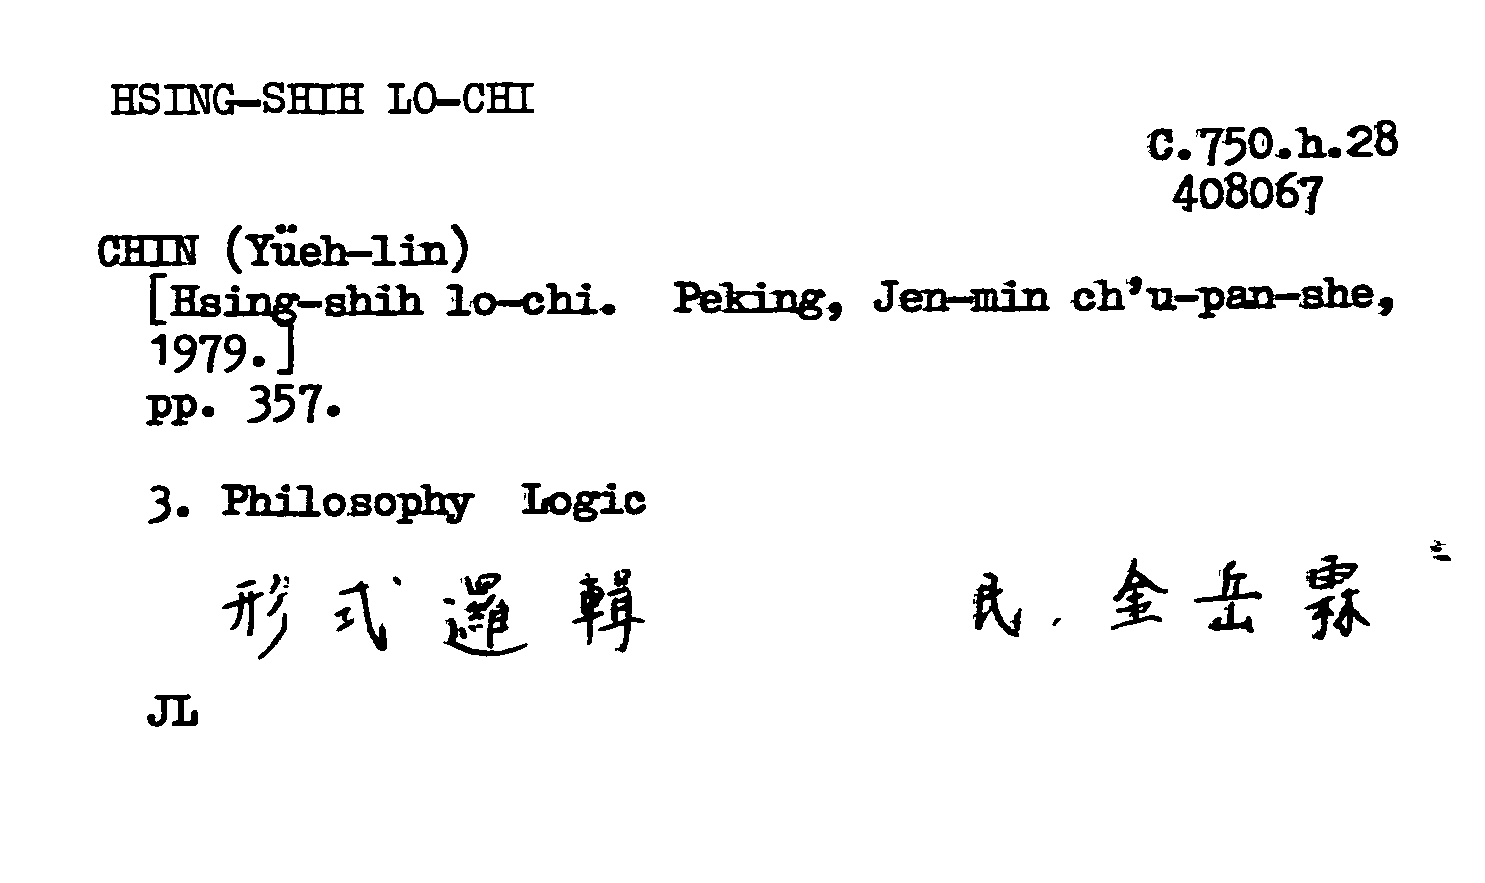 HSING-SHIH LO-CHI
C.750.h.28
408067
CHIN (Yüeh-lin)
[Hsing-shih lo-chi. Peking, Jen-min ch'u-pan-she,
1979.]
pp. 357.
3. Philosophy Logic
形式邏輯 民. 金岳霖
JL